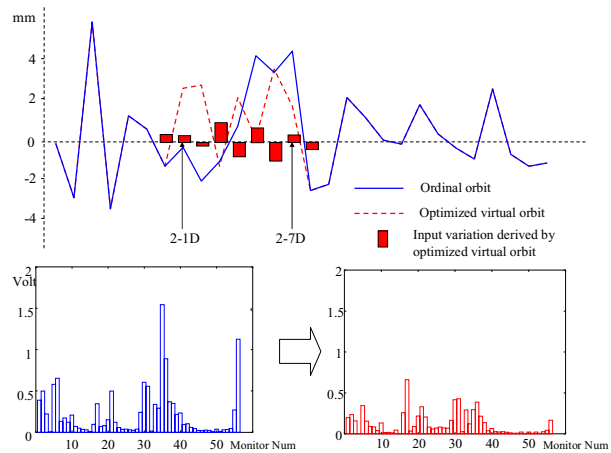 mm
4
2
0
-2
-4
2-1D
2-7D
Ordinal orbit
Optimized virtual orbit
Input variation derived by
optimized virtual orbit
2
Volt
1.5
1
0.5
0
10 20 30 40 50 Monitor Num
2
1.5
1
0.5
0
10 20 30 40 50 Monitor Num